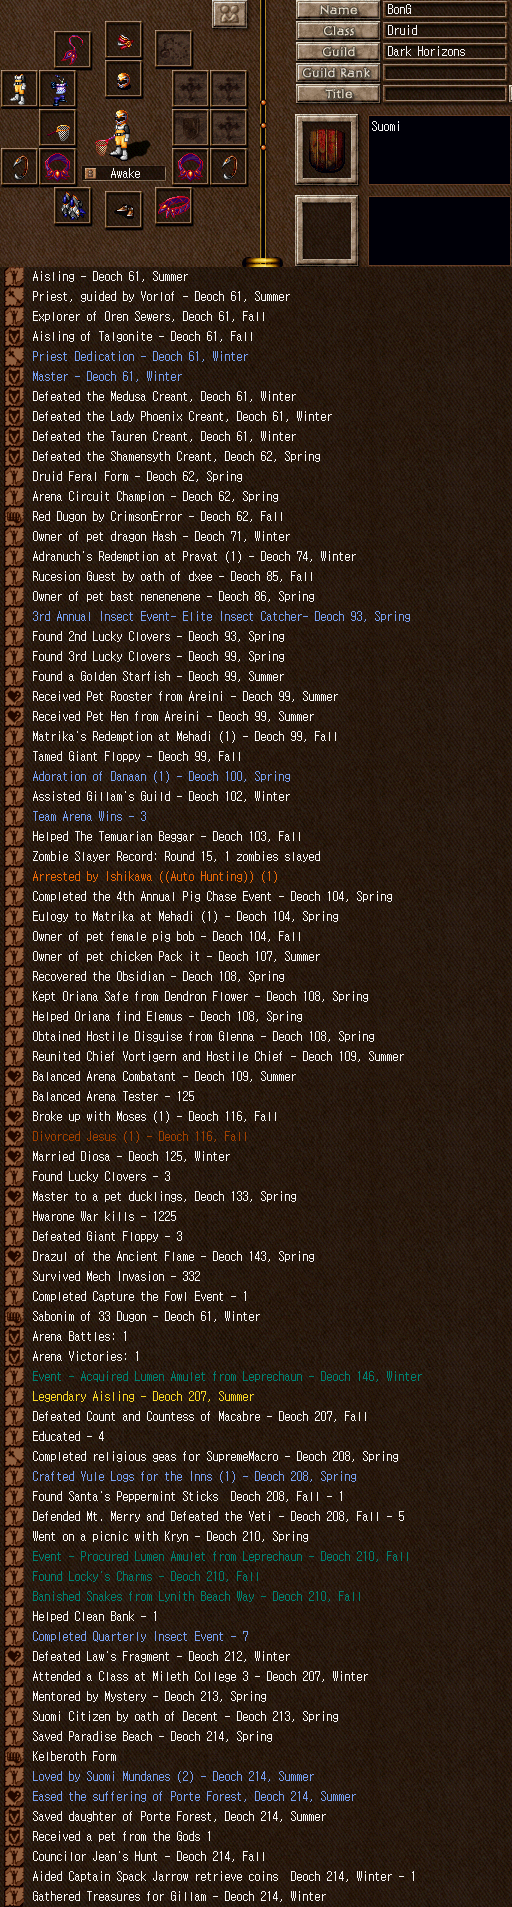 Name BonG
Class Druid
Guild Dark Horizons
Guild Rank
Title
Suomi
Awake
Aisling - Deoch 61, Summer
Priest, guided by Vorlof - Deoch 61, Summer
Explorer of Oren Sewers, Deoch 61, Fall
Aisling of Talgonite - Deoch 61, Fall
Priest Dedication - Deoch 61, Winter
Master - Deoch 61, Winter
Defeated the Medusa Creant, Deoch 61, Winter
Defeated the Lady Phoenix Creant, Deoch 61, Winter
Defeated the Tauren Creant, Deoch 61, Winter
Defeated the Shamensyth Creant, Deoch 62, Spring
Druid Feral Form - Deoch 62, Spring
Arena Circuit Champion - Deoch 62, Spring
Red Dugon by CrimsonError - Deoch 62, Fall
Owner of pet dragon Hash - Deoch 71, Winter
Adranuch's Redemption at Pravat (1) - Deoch 74, Winter
Rucesion Guest by oath of dxee - Deoch 85, Fall
Owner of pet bast nenenenene - Deoch 86, Spring
3rd Annual Insect Event- Elite Insect Catcher- Deoch 93, Spring
Found 2nd Lucky Clovers - Deoch 93, Spring
Found 3rd Lucky Clovers - Deoch 99, Spring
Found a Golden Starfish - Deoch 99, Summer
Received Pet Rooster from Areini - Deoch 99, Summer
Received Pet Hen from Areini - Deoch 99, Summer
Matrika's Redemption at Mehadi (1) - Deoch 99, Fall
Tamed Giant Floppy - Deoch 99, Fall
Adoration of Danaan (1) - Deoch 100, Spring
Assisted Gillam's Guild - Deoch 102, Winter
Team Arena Wins - 3
Helped The Temuarian Beggar - Deoch 103, Fall
Zombie Slayer Record: Round 15, 1 zombies slayed
Arrested by Ishikawa ((Auto Hunting)) (1)
Completed the 4th Annual Pig Chase Event - Deoch 104, Spring
Eulogy to Matrika at Mehadi (1) - Deoch 104, Spring
Owner of pet female pig bob - Deoch 104, Fall
Owner of pet chicken Pack it - Deoch 107, Summer
Recovered the Obsidian - Deoch 108, Spring
Kept Oriana Safe from Dendron Flower - Deoch 108, Spring
Helped Oriana find Elemus - Deoch 108, Spring
Obtained Hostile Disguise from Glenna - Deoch 108, Spring
Reunited Chief Vortigern and Hostile Chief - Deoch 109, Summer
Balanced Arena Combatant - Deoch 109, Summer
Balanced Arena Tester - 125
Broke up with Moses (1) - Deoch 116, Fall
Divorced Jesus (1) - Deoch 116, Fall
Married Diosa - Deoch 125, Winter
Found Lucky Clovers - 3
Master to a pet ducklings, Deoch 133, Spring
Hwarone War kills - 1225
Defeated Giant Floppy - 3
Drazul of the Ancient Flame - Deoch 143, Spring
Survived Mech Invasion - 332
Completed Capture the Fowl Event - 1
Sabonim of 33 Dugon - Deoch 61, Winter
Arena Battles: 1
Arena Victories: 1
Event - Acquired Lumen Amulet from Leprechaun - Deoch 146, Winter
Legendary Aisling - Deoch 207, Summer
Defeated Count and Countess of Macabre - Deoch 207, Fall
Educated - 4
Completed religious geas for SupremeMacro - Deoch 208, Spring
Crafted Yule Logs for the Inns (1) - Deoch 208, Spring
Found Santa's Peppermint Sticks  Deoch 208, Fall - 1
Defended Mt. Merry and Defeated the Yeti - Deoch 208, Fall - 5
Went on a picnic with Kryn - Deoch 210, Spring
Event - Procured Lumen Amulet from Leprechaun - Deoch 210, Fall
Found Locky's Charms - Deoch 210, Fall
Banished Snakes from Lynith Beach Way - Deoch 210, Fall
Helped Clean Bank - 1
Completed Quarterly Insect Event - 7
Defeated Law's Fragment - Deoch 212, Winter
Attended a Class at Mileth College 3 - Deoch 207, Winter
Mentored by Mystery - Deoch 213, Spring
Suomi Citizen by oath of Decent - Deoch 213, Spring
Saved Paradise Beach - Deoch 214, Spring
Kelberoth Form
Loved by Suomi Mundanes (2) - Deoch 214, Summer
Eased the suffering of Porte Forest, Deoch 214, Summer
Saved daughter of Porte Forest, Deoch 214, Summer
Received a pet from the Gods 1
Councilor Jean's Hunt - Deoch 214, Fall
Aided Captain Spack Jarrow retrieve coins  Deoch 214, Winter - 1
Gathered Treasures for Gillam - Deoch 214, Winter